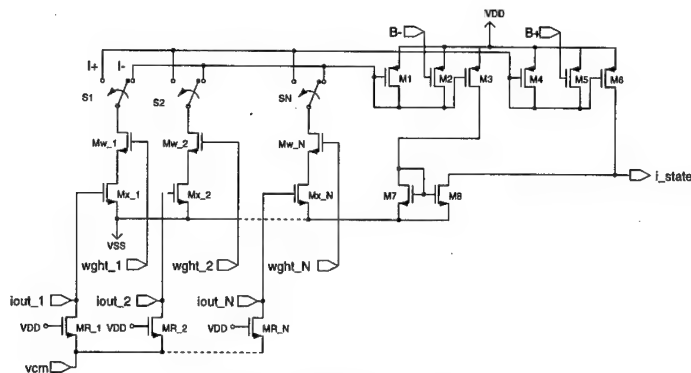 B- VDD B+
I+ I-
S1 S2 SN
M1 M2 M3 M4 M5 M6
Mw_1 Mw_2 Mw_N
Mx_1 Mx_2 Mx_N M7 M8 i_state
VSS
wght_1 wght_2 wght_N
iout_1 iout_2 iout_N
VDD MR_1 VDD MR_2 VDD MR_N
vcm